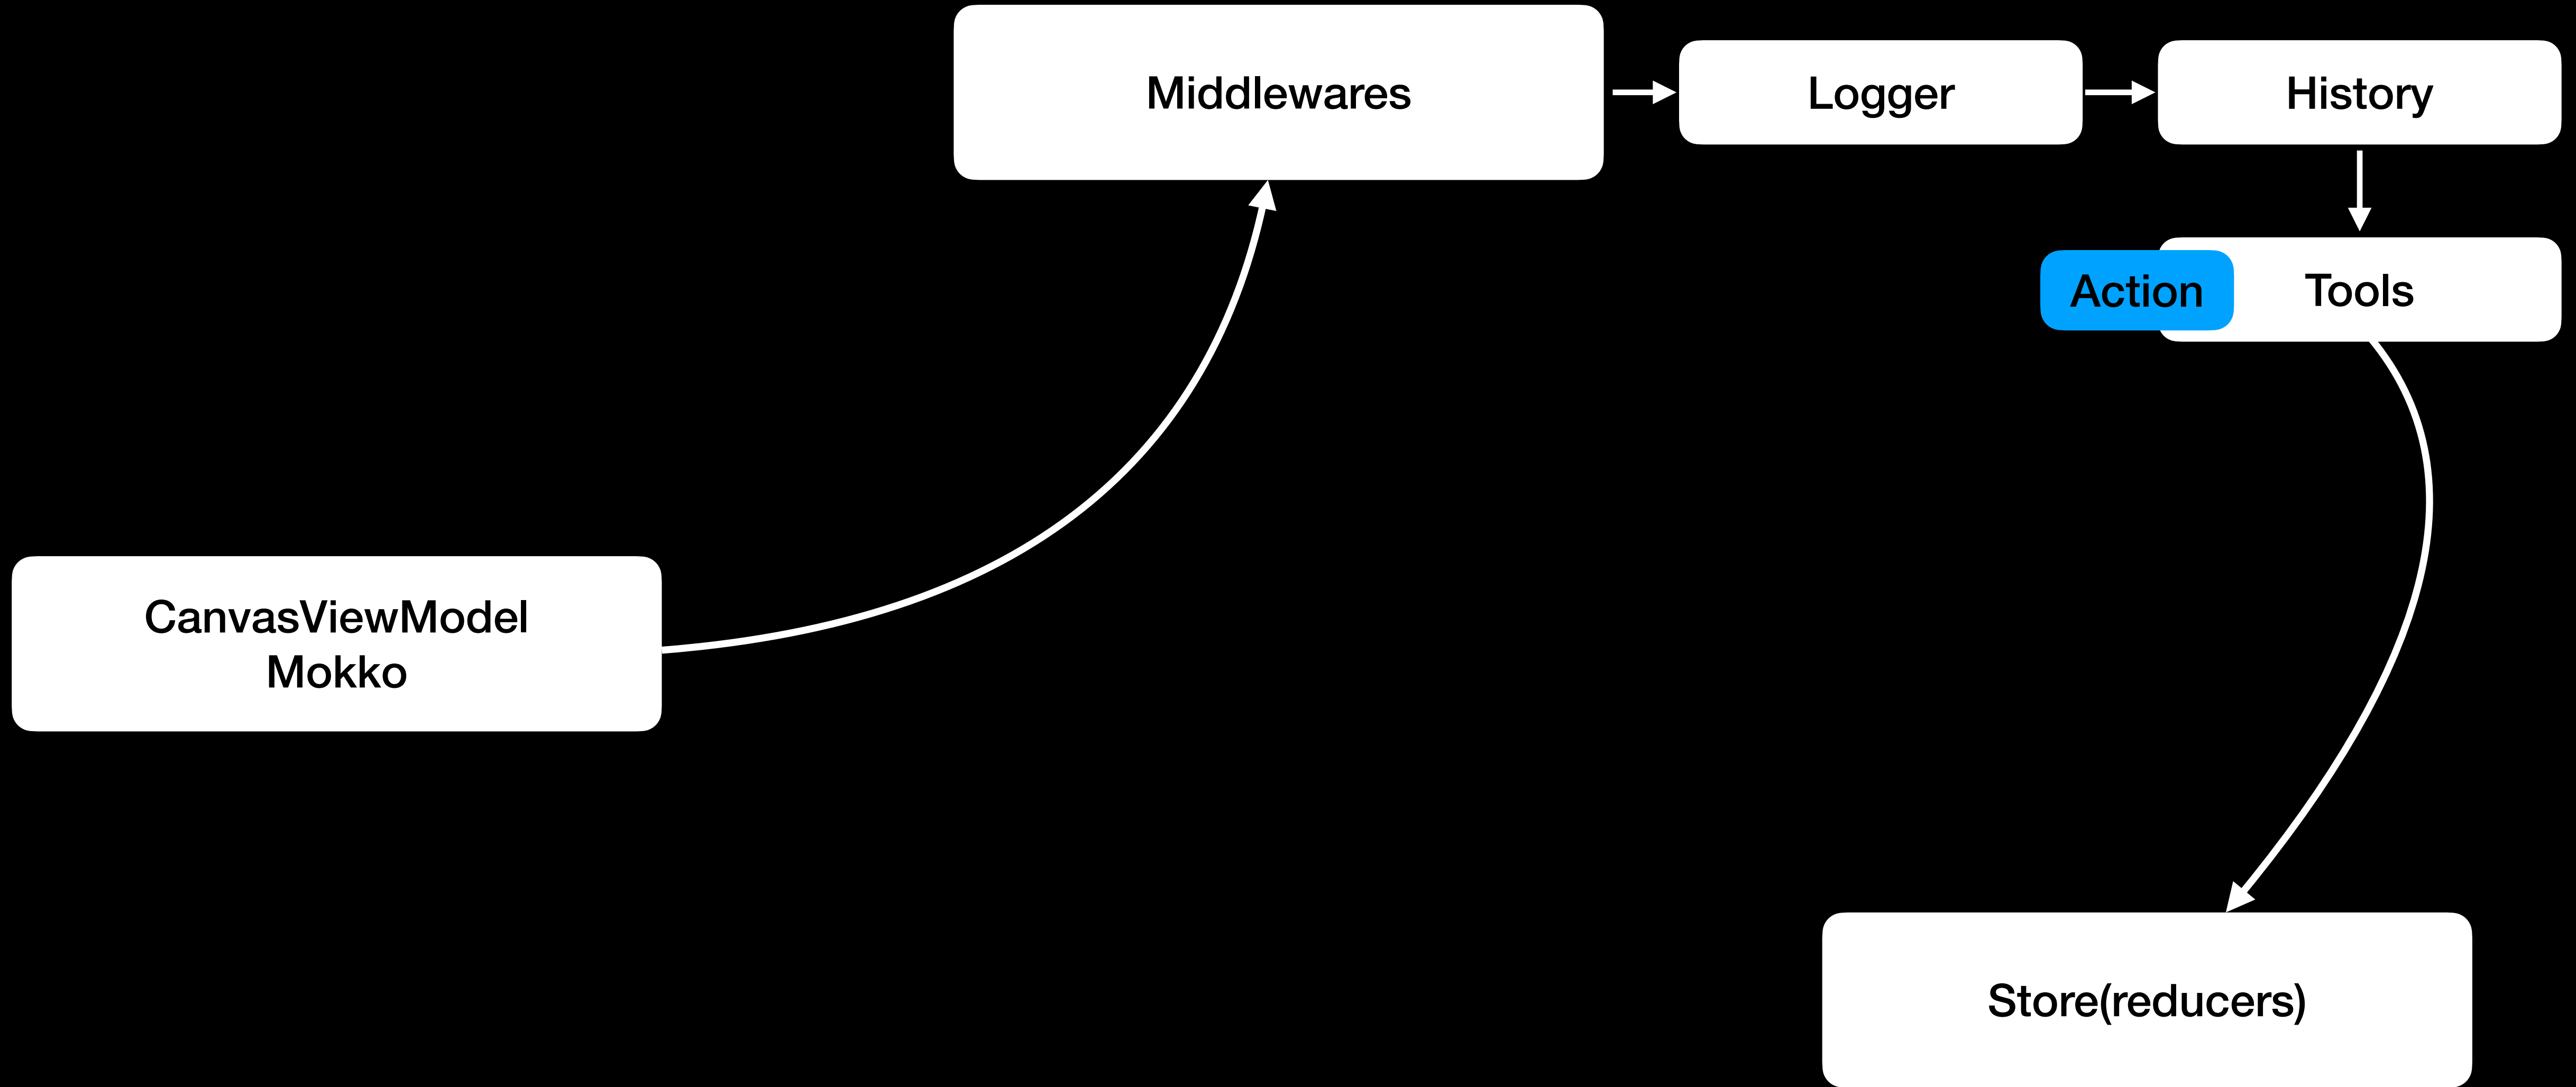 Middlewares
Logger
History
Action
Tools
CanvasViewModel
Mokko
Store(reducers)